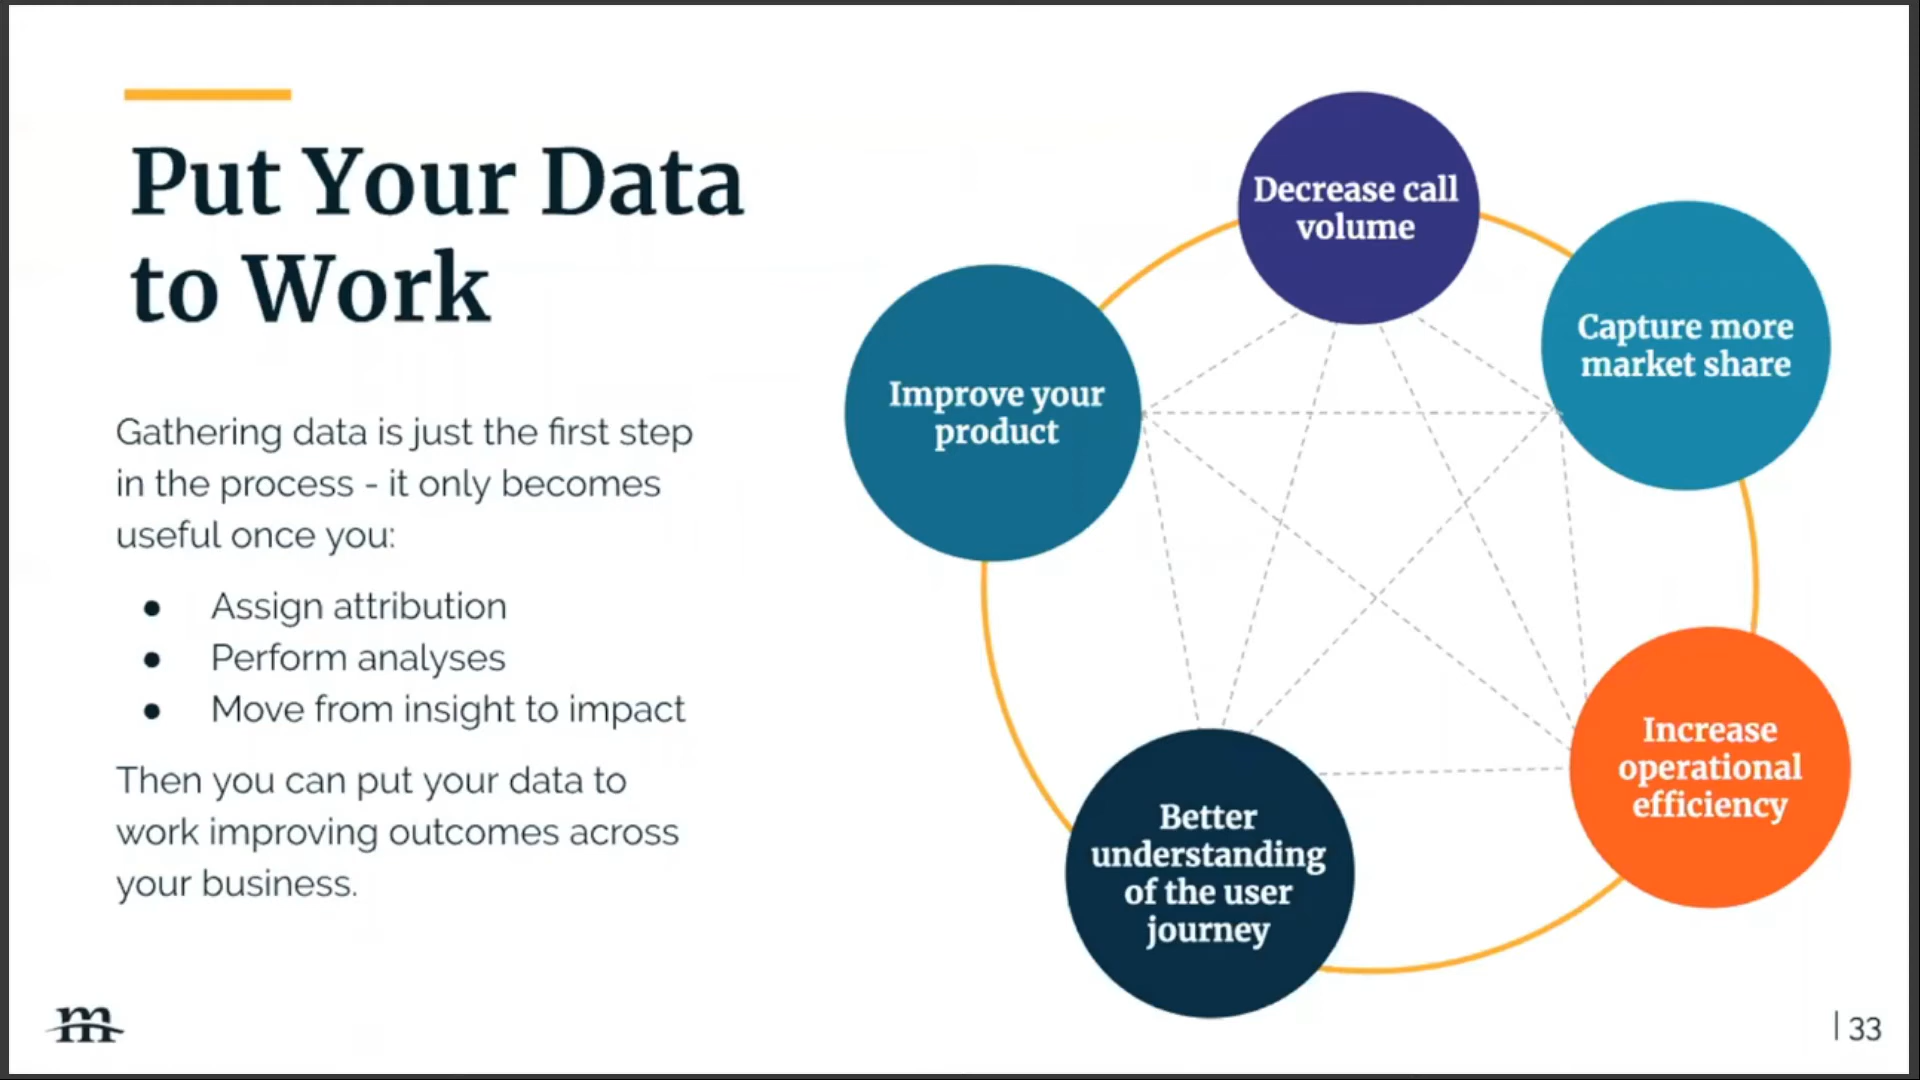 Put Your Data
to Work
Gathering data is just the first step
in the process - it only becomes
useful once you:
● Assign attribution
● Perform analyses
● Move from insight to impact
Then you can put your data to
work improving outcomes across
your business.
Decrease call
volume
Capture more
market share
Improve your
product
Increase
operational
efficiency
Better
understanding
of the user
journey
m
| 33